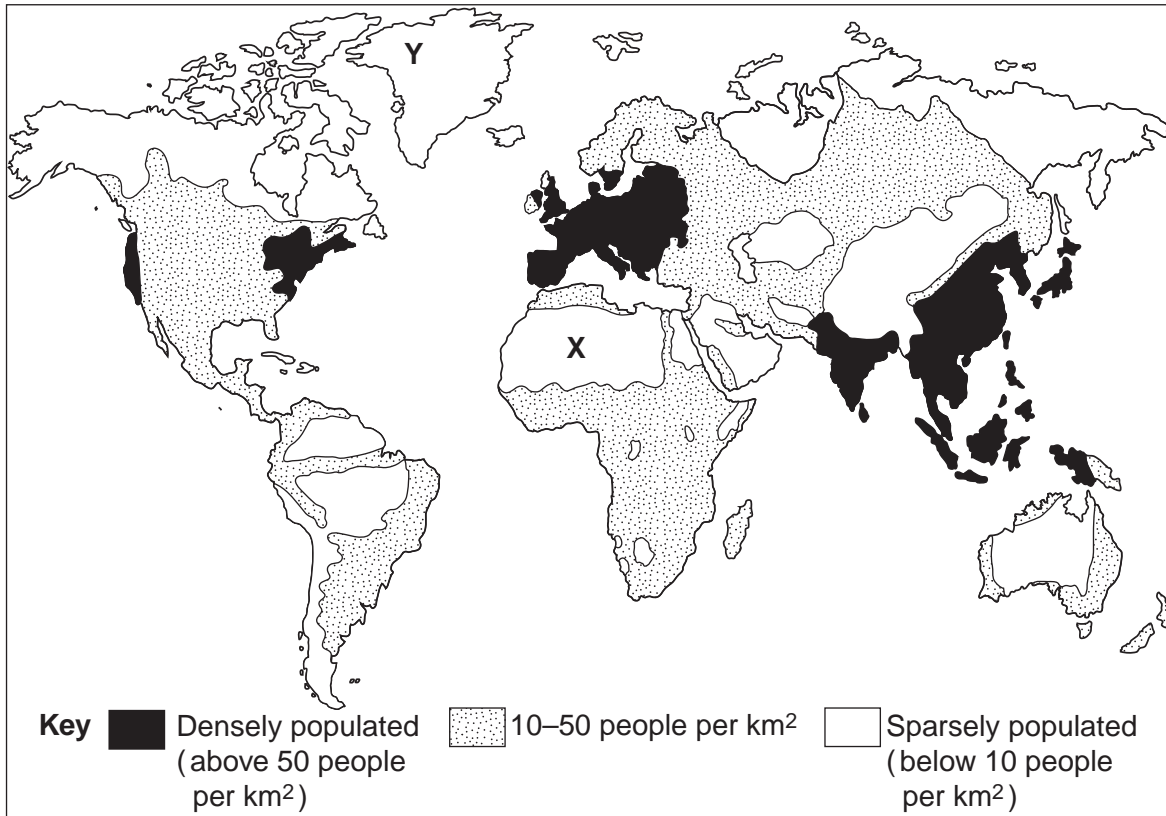 Y
X
Key
Densely populated
(above 50 people
per km²)
10–50 people per km²
Sparsely populated
(below 10 people
per km²)